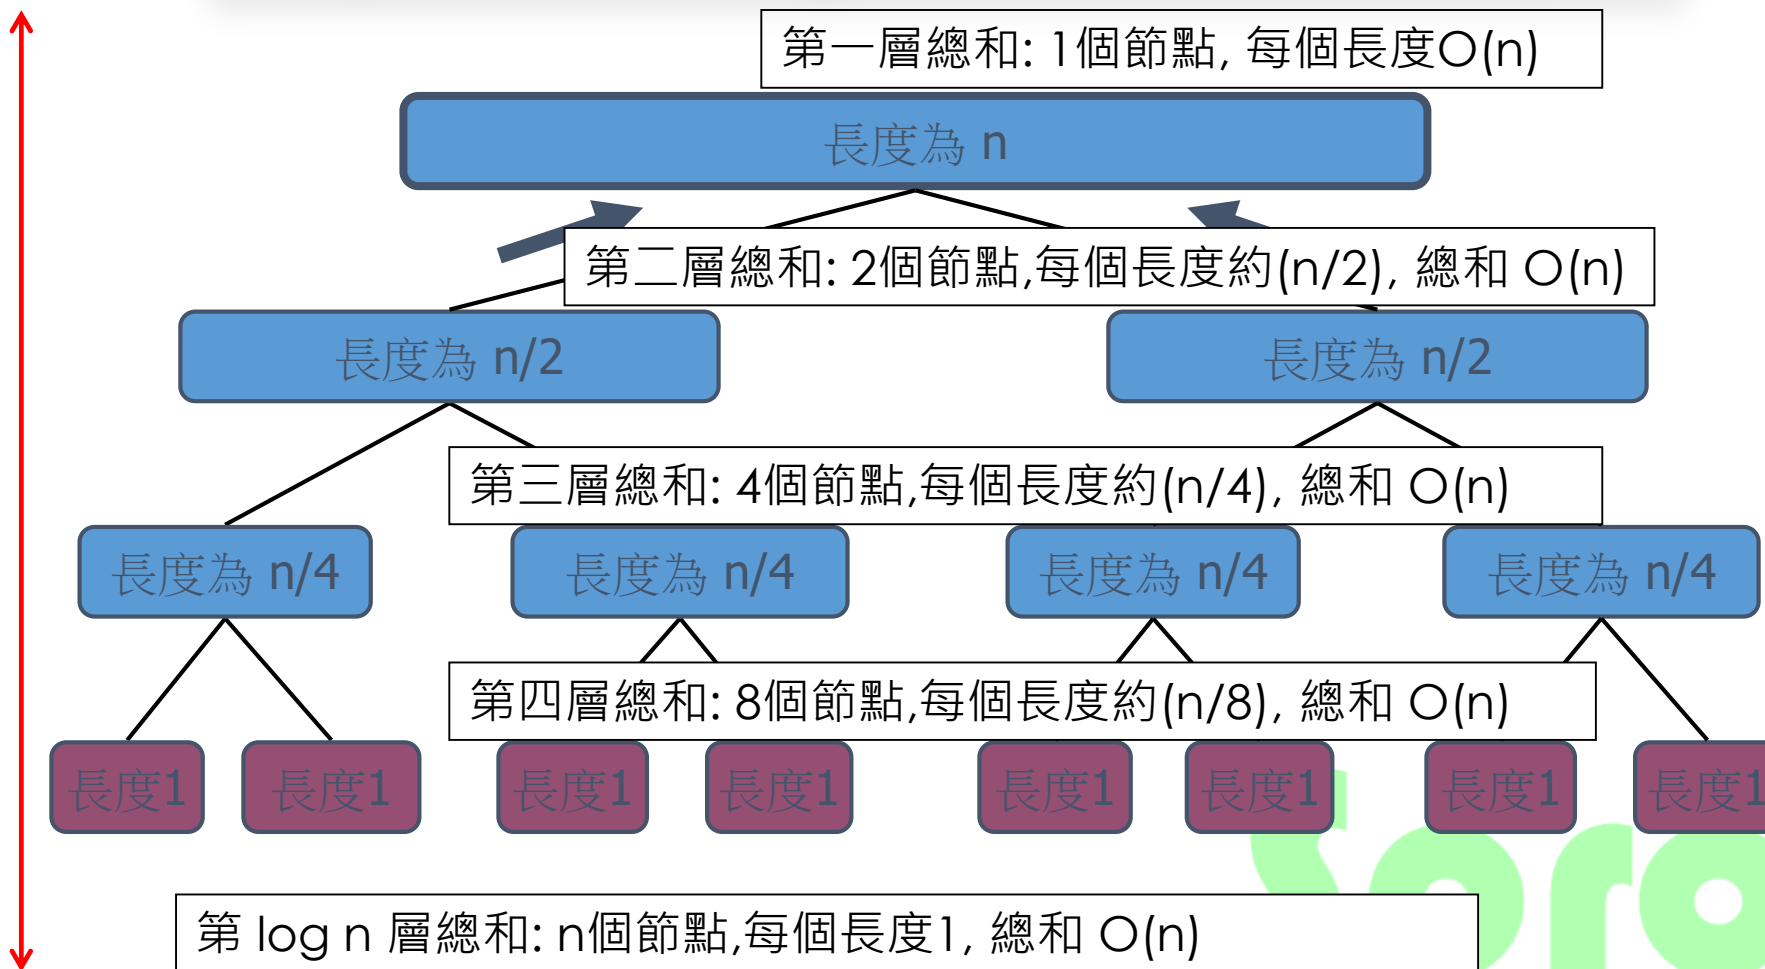 第一層總和: 1個節點, 每個長度O(n)
長度為 n
第二層總和: 2個節點,每個長度約(n/2), 總和 O(n)
長度為 n/2
長度為 n/2
第三層總和: 4個節點,每個長度約(n/4), 總和 O(n)
長度為 n/4
長度為 n/4
長度為 n/4
長度為 n/4
第四層總和: 8個節點,每個長度約(n/8), 總和 O(n)
長度1
長度1
長度1
長度1
長度1
長度1
長度1
長度1
第 log n 層總和: n個節點,每個長度1, 總和 O(n)